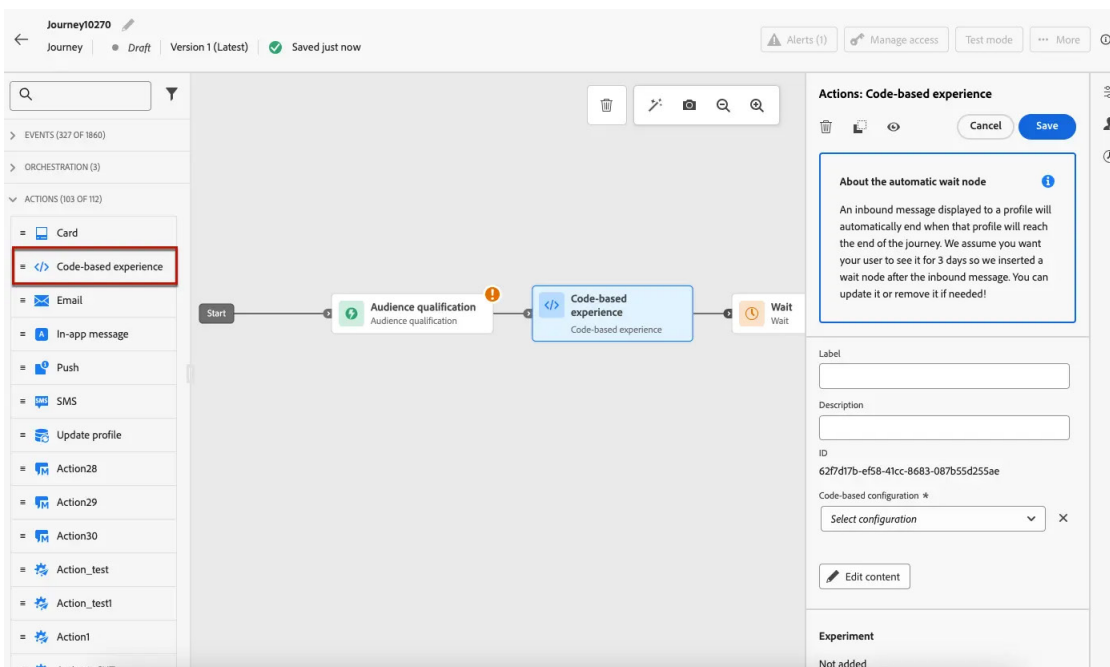 Journey10270
Journey
Draft
Version 1 (Latest)
Saved just now
Alerts (1)
Manage access
Test mode
More
EVENTS (327 OF 1860)
ORCHESTRATION (3)
ACTIONS (103 OF 112)
Card
</> Code-based experience
Email
A In-app message
Push
SMS SMS
Update profile
M Action28
M Action29
M Action30
Action_test
Action_test1
Action1
Start
Audience qualification
Audience qualification
</> Code-based
experience
Code-based experience
Wait
Wait
Actions: Code-based experience
Cancel
Save
About the automatic wait node
An inbound message displayed to a profile will
automatically end when that profile will reach
the end of the journey. We assume you want
your user to see it for 3 days so we inserted a
wait node after the inbound message. You can
update it or remove it if needed!
Label
Description
ID
62f7d17b-ef58-41cc-8683-087b55d255ae
Code-based configuration *
Select configuration
Edit content
Experiment
Not added